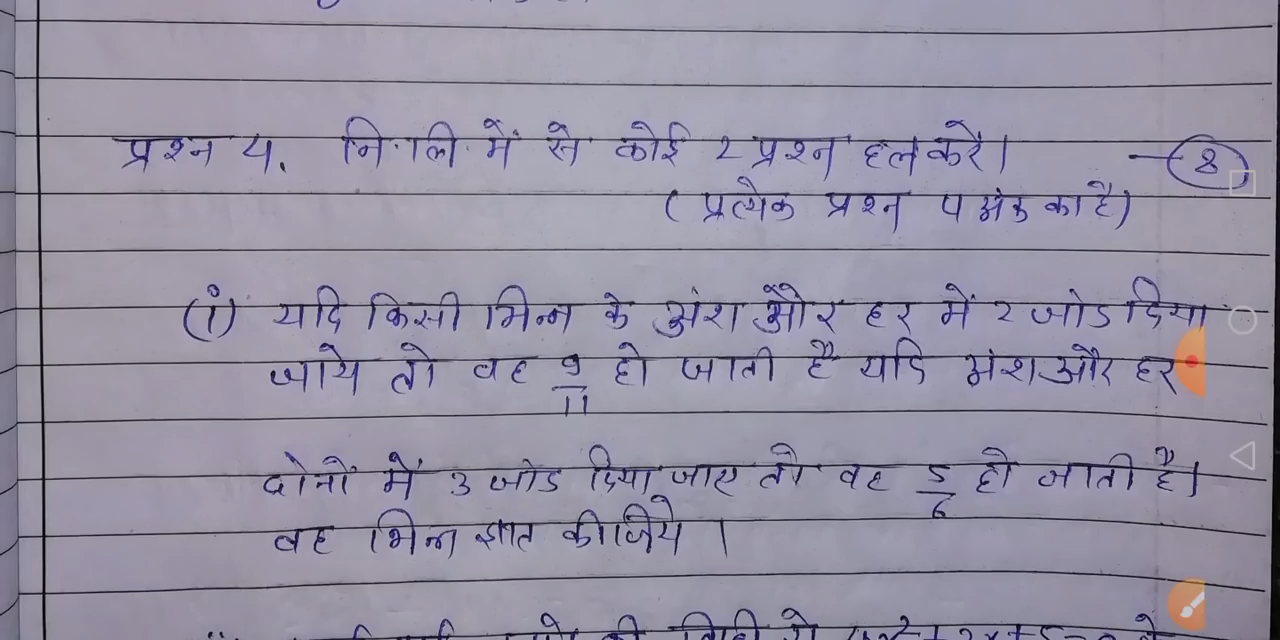 प्रश्न 4. नि.लि. में से कोई 2 प्रश्न हल करें। — 8
( प्रत्येक प्रश्न 4 अंक का है)
(i) यदि किसी भिन्न के अंश और हर में 2 जोड दिया
जाये तो वह 9/11 हो जाती है यदि अंश और हर
दोनों में 3 जोड दिया जाए तो वह 5/6 हो जाती है।
वह भिन्न ज्ञात कीजिये।